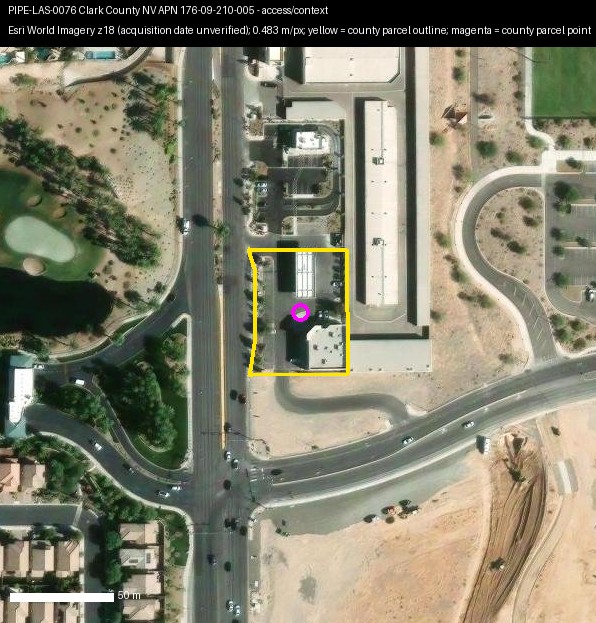 PIPE-LAS-0076 Clark County NV APN 176-09-210-005 - access/context
Esri World Imagery z18 (acquisition date unverified); 0.483 m/px; yellow = county parcel outline; magenta = county parcel point
50 m